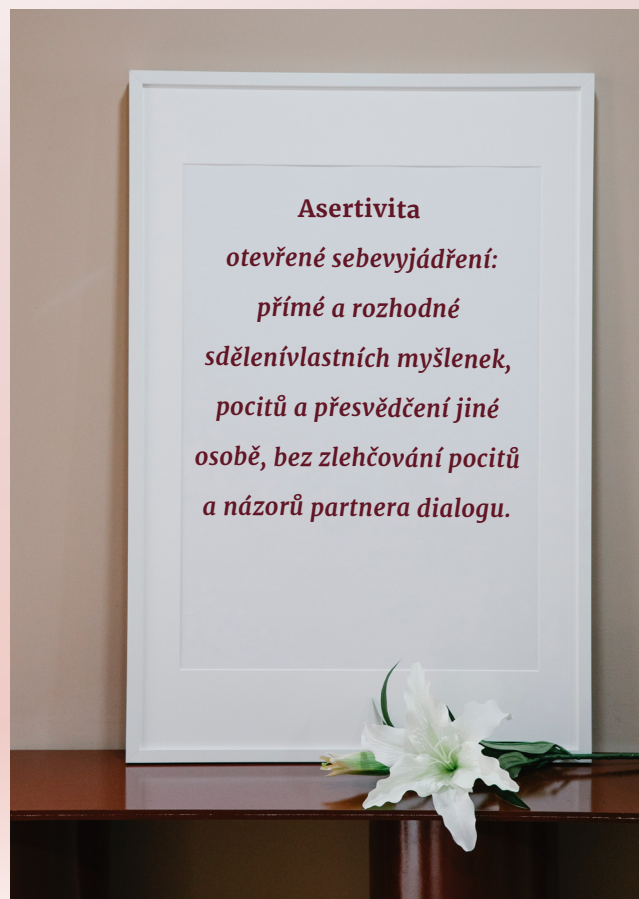 Asertivita
otevřené sebevyjádření:
přímé a rozhodné
sdělenívlastních myšlenek,
pocitů a přesvědčení jiné
osobě, bez zlehčování pocitů
a názorů partnera dialogu.